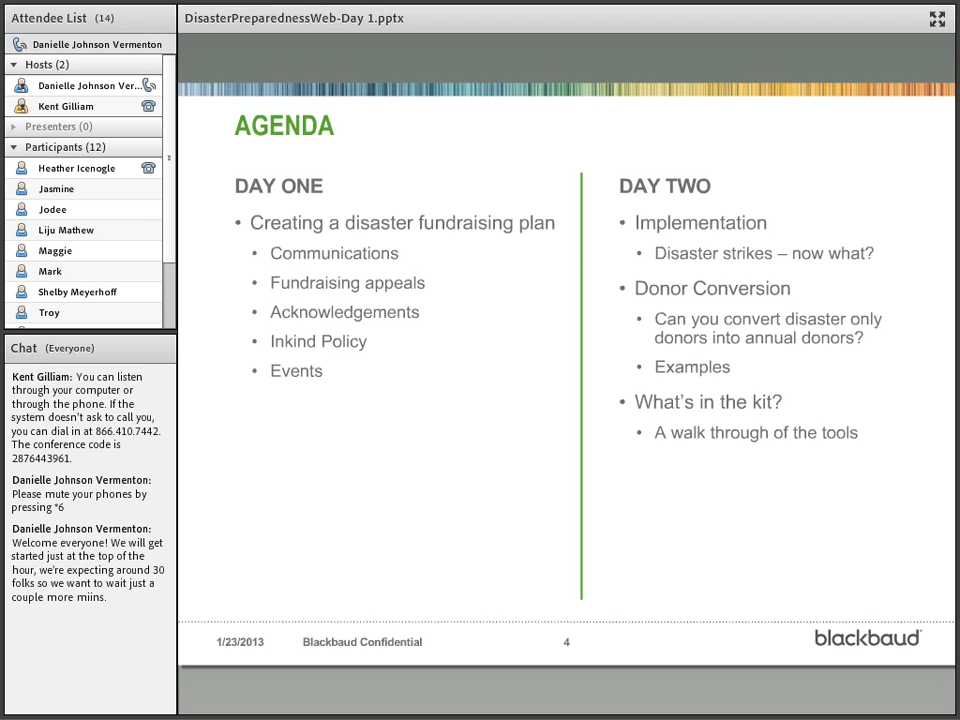 Attendee List (14)
Danielle Johnson Vermenton
Hosts (2)
Danielle Johnson Ver...
Kent Gilliam
Presenters (0)
Participants (12)
Heather Icenogle
Jasmine
Jodee
Liju Mathew
Maggie
Mark
Shelby Meyerhoff
Troy
Chat (Everyone)
Kent Gilliam: You can listen
through your computer or
through the phone. If the
system doesn't ask to call you,
you can dial in at 866.410.7442.
The conference code is
2876443961.
Danielle Johnson Vermenton:
Please mute your phones by
pressing *6
Danielle Johnson Vermenton:
Welcome everyone! We will get
started just at the top of the
hour, we're expecting around 30
folks so we want to wait just a
couple more miins.
DisasterPreparednessWeb-Day 1.pptx
AGENDA
DAY ONE
• Creating a disaster fundraising plan
• Communications
• Fundraising appeals
• Acknowledgements
• Inkind Policy
• Events
DAY TWO
• Implementation
• Disaster strikes – now what?
• Donor Conversion
• Can you convert disaster only
donors into annual donors?
• Examples
• What's in the kit?
• A walk through of the tools
1/23/2013 Blackbaud Confidential 4
blackbaud